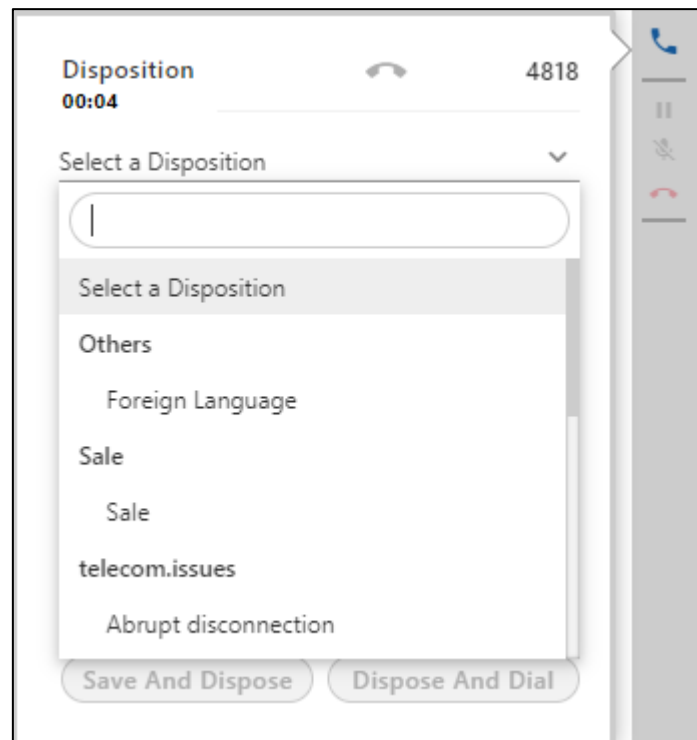 Disposition 4818
00:04
Select a Disposition
Select a Disposition
Others
Foreign Language
Sale
Sale
telecom.issues
Abrupt disconnection
Save And Dispose Dispose And Dial